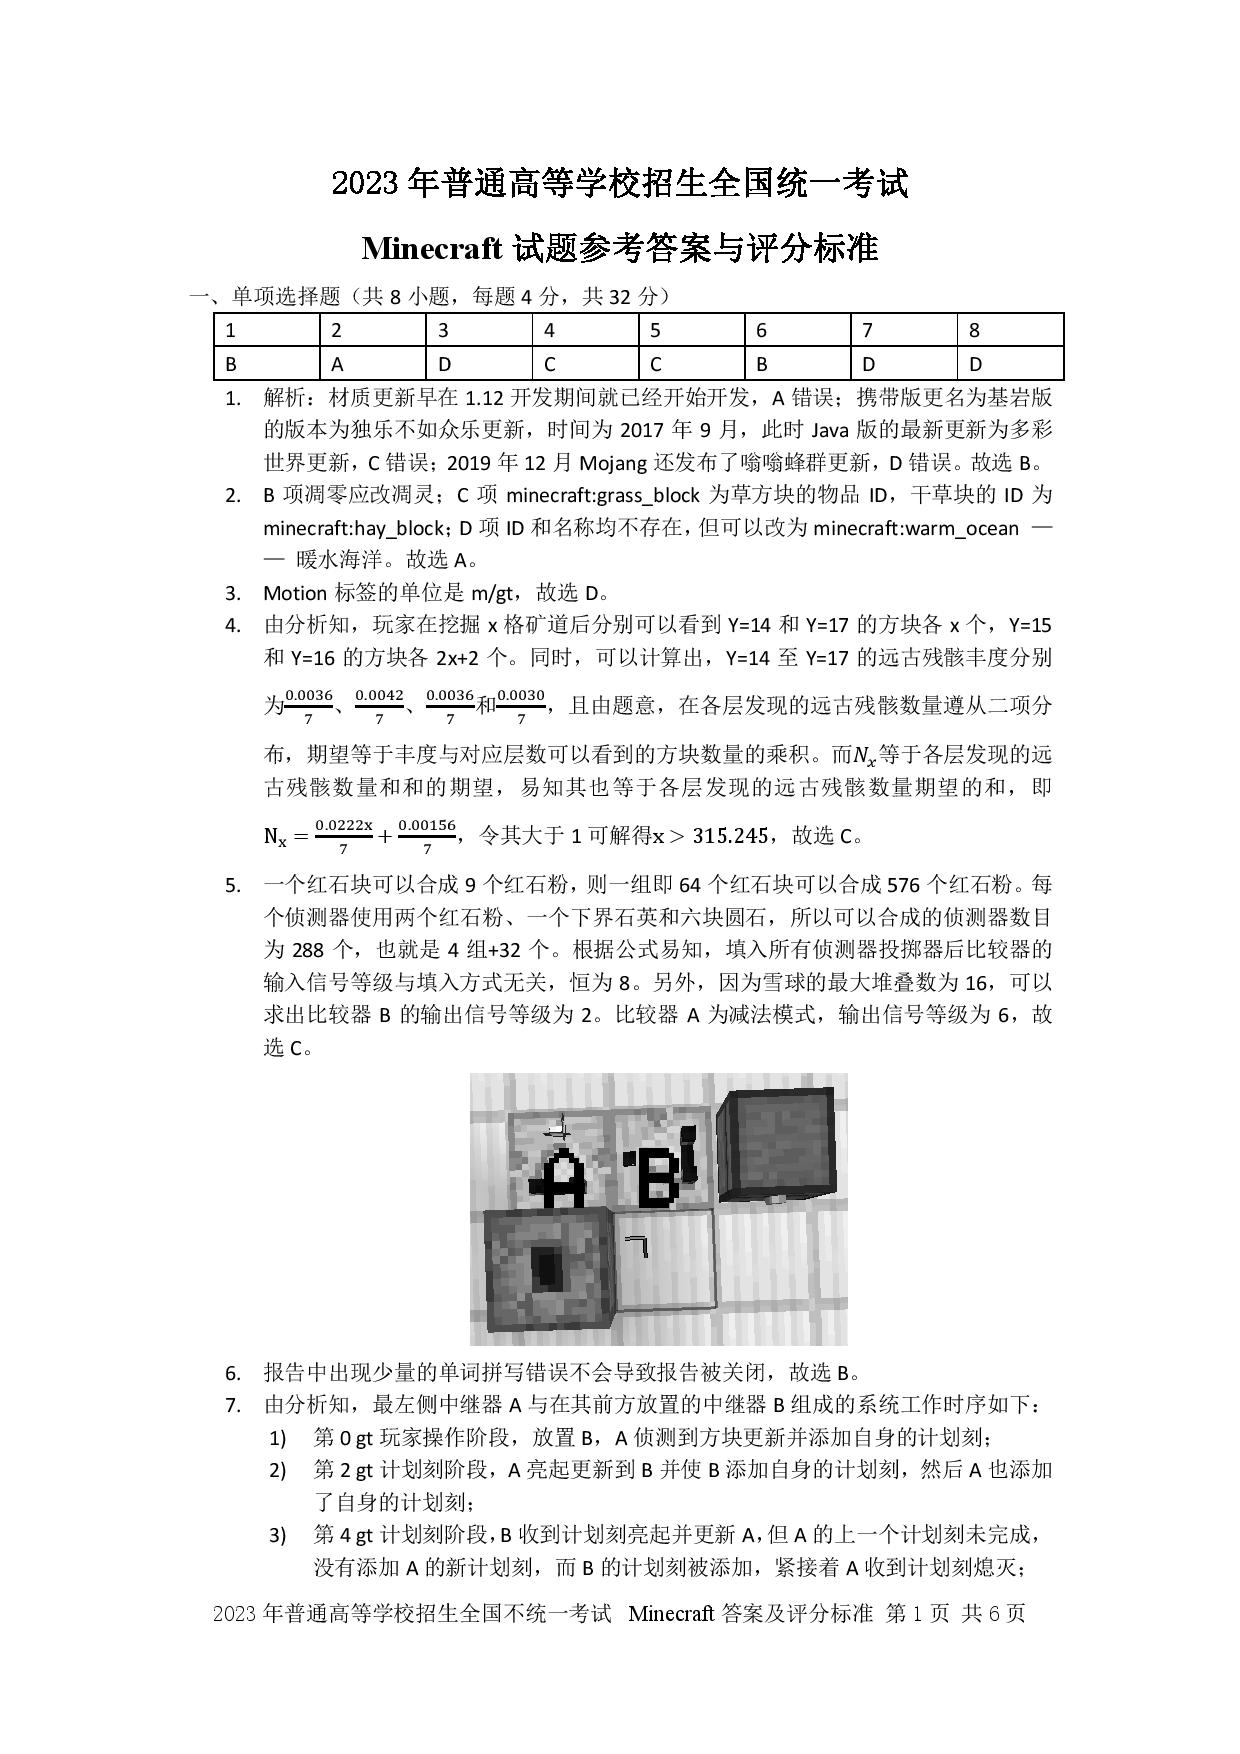 2023 年普通高等学校招生全国统一考试
Minecraft 试题参考答案与评分标准
一、单项选择题（共 8 小题，每题 4 分，共 32 分）
1 2 3 4 5 6 7 8
B A D C C B D D
1. 解析：材质更新早在 1.12 开发期间就已经开始开发，A 错误；携带版更名为基岩版
的版本为独乐不如众乐更新，时间为 2017 年 9 月，此时 Java 版的最新更新为多彩
世界更新，C 错误；2019 年 12 月 Mojang 还发布了嗡嗡蜂群更新，D 错误。故选 B。
2. B 项凋零应改凋灵；C 项 minecraft:grass_block 为草方块的物品 ID，干草块的 ID 为
minecraft:hay_block；D 项 ID 和名称均不存在，但可以改为 minecraft:warm_ocean —
— 暖水海洋。故选 A。
3. Motion 标签的单位是 m/gt，故选 D。
4. 由分析知，玩家在挖掘 x 格矿道后分别可以看到 Y=14 和 Y=17 的方块各 x 个，Y=15
和 Y=16 的方块各 2x+2 个。同时，可以计算出，Y=14 至 Y=17 的远古残骸丰度分别
为0.0036/7、0.0042/7、0.0036/7和0.0030/7，且由题意，在各层发现的远古残骸数量遵从二项分
布，期望等于丰度与对应层数可以看到的方块数量的乘积。而Nₓ等于各层发现的远
古残骸数量和和的期望，易知其也等于各层发现的远古残骸数量期望的和，即
Nₓ = 0.0222x/7 + 0.00156/7，令其大于 1 可解得x > 315.245，故选 C。
5. 一个红石块可以合成 9 个红石粉，则一组即 64 个红石块可以合成 576 个红石粉。每
个侦测器使用两个红石粉、一个下界石英和六块圆石，所以可以合成的侦测器数目
为 288 个，也就是 4 组+32 个。根据公式易知，填入所有侦测器投掷器后比较器的
输入信号等级与填入方式无关，恒为 8。另外，因为雪球的最大堆叠数为 16，可以
求出比较器 B 的输出信号等级为 2。比较器 A 为减法模式，输出信号等级为 6，故
选 C。
A B
6. 报告中出现少量的单词拼写错误不会导致报告被关闭，故选 B。
7. 由分析知，最左侧中继器 A 与在其前方放置的中继器 B 组成的系统工作时序如下：
1) 第 0 gt 玩家操作阶段，放置 B，A 侦测到方块更新并添加自身的计划刻；
2) 第 2 gt 计划刻阶段，A 亮起更新到 B 并使 B 添加自身的计划刻，然后 A 也添加
了自身的计划刻；
3) 第 4 gt 计划刻阶段，B 收到计划刻亮起并更新 A，但 A 的上一个计划刻未完成，
没有添加 A 的新计划刻，而 B 的计划刻被添加，紧接着 A 收到计划刻熄灭；
2023 年普通高等学校招生全国不统一考试 Minecraft 答案及评分标准 第 1 页 共 6 页